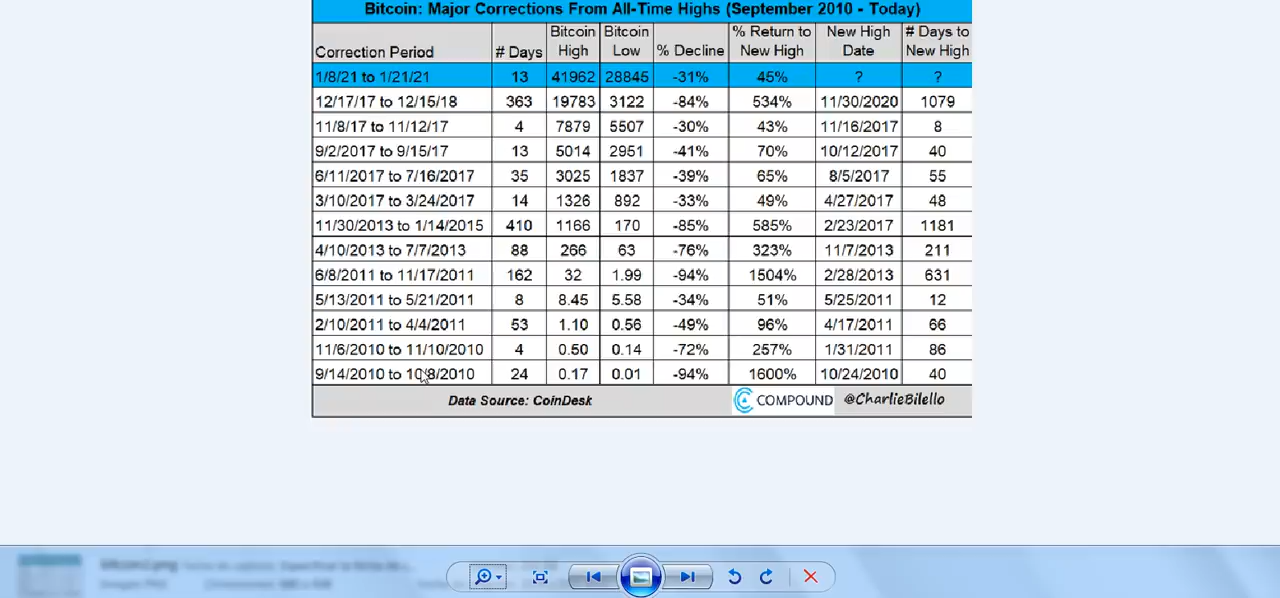 Bitcoin: Major Corrections From All-Time Highs (September 2010 - Today)
Correction Period # Days Bitcoin High Bitcoin Low % Decline % Return to New High New High Date # Days to New High
1/8/21 to 1/21/21 13 41962 28845 -31% 45% ? ?
12/17/17 to 12/15/18 363 19783 3122 -84% 534% 11/30/2020 1079
11/8/17 to 11/12/17 4 7879 5507 -30% 43% 11/16/2017 8
9/2/2017 to 9/15/17 13 5014 2951 -41% 70% 10/12/2017 40
6/11/2017 to 7/16/2017 35 3025 1837 -39% 65% 8/5/2017 55
3/10/2017 to 3/24/2017 14 1326 892 -33% 49% 4/27/2017 48
11/30/2013 to 1/14/2015 410 1166 170 -85% 585% 2/23/2017 1181
4/10/2013 to 7/7/2013 88 266 63 -76% 323% 11/7/2013 211
6/8/2011 to 11/17/2011 162 32 1.99 -94% 1504% 2/28/2013 631
5/13/2011 to 5/21/2011 8 8.45 5.58 -34% 51% 5/25/2011 12
2/10/2011 to 4/4/2011 53 1.10 0.56 -49% 96% 4/17/2011 66
11/6/2010 to 11/10/2010 4 0.50 0.14 -72% 257% 1/31/2011 86
9/14/2010 to 10/8/2010 24 0.17 0.01 -94% 1600% 10/24/2010 40
Data Source: CoinDesk COMPOUND @CharlieBilello